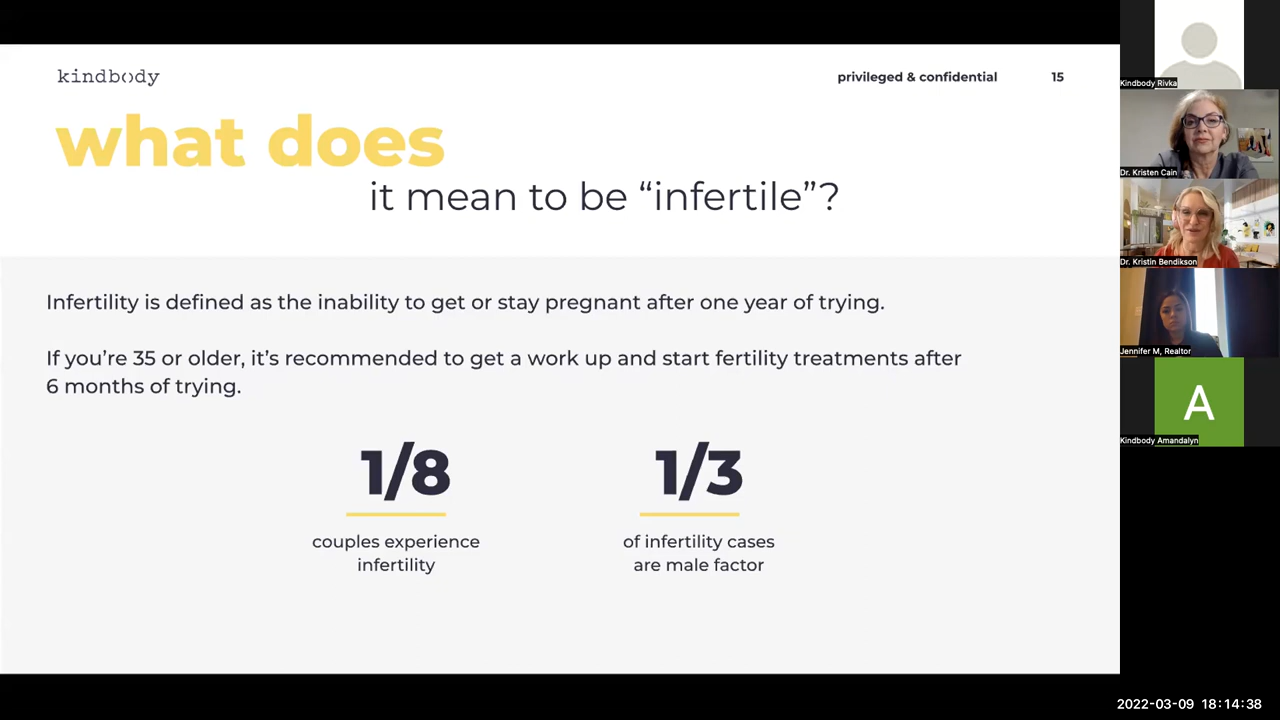 kindbody
privileged & confidential
15
what does
it mean to be “infertile”?
Infertility is defined as the inability to get or stay pregnant after one year of trying.
If you’re 35 or older, it’s recommended to get a work up and start fertility treatments after
6 months of trying.
1/8
couples experience
infertility
1/3
of infertility cases
are male factor
Kindbody Rivka
Dr. Kristen Cain
Dr. Kristin Bendikson
Jennifer M, Realtor
A
Kindbody Amandalyn
2022-03-09 18:14:38